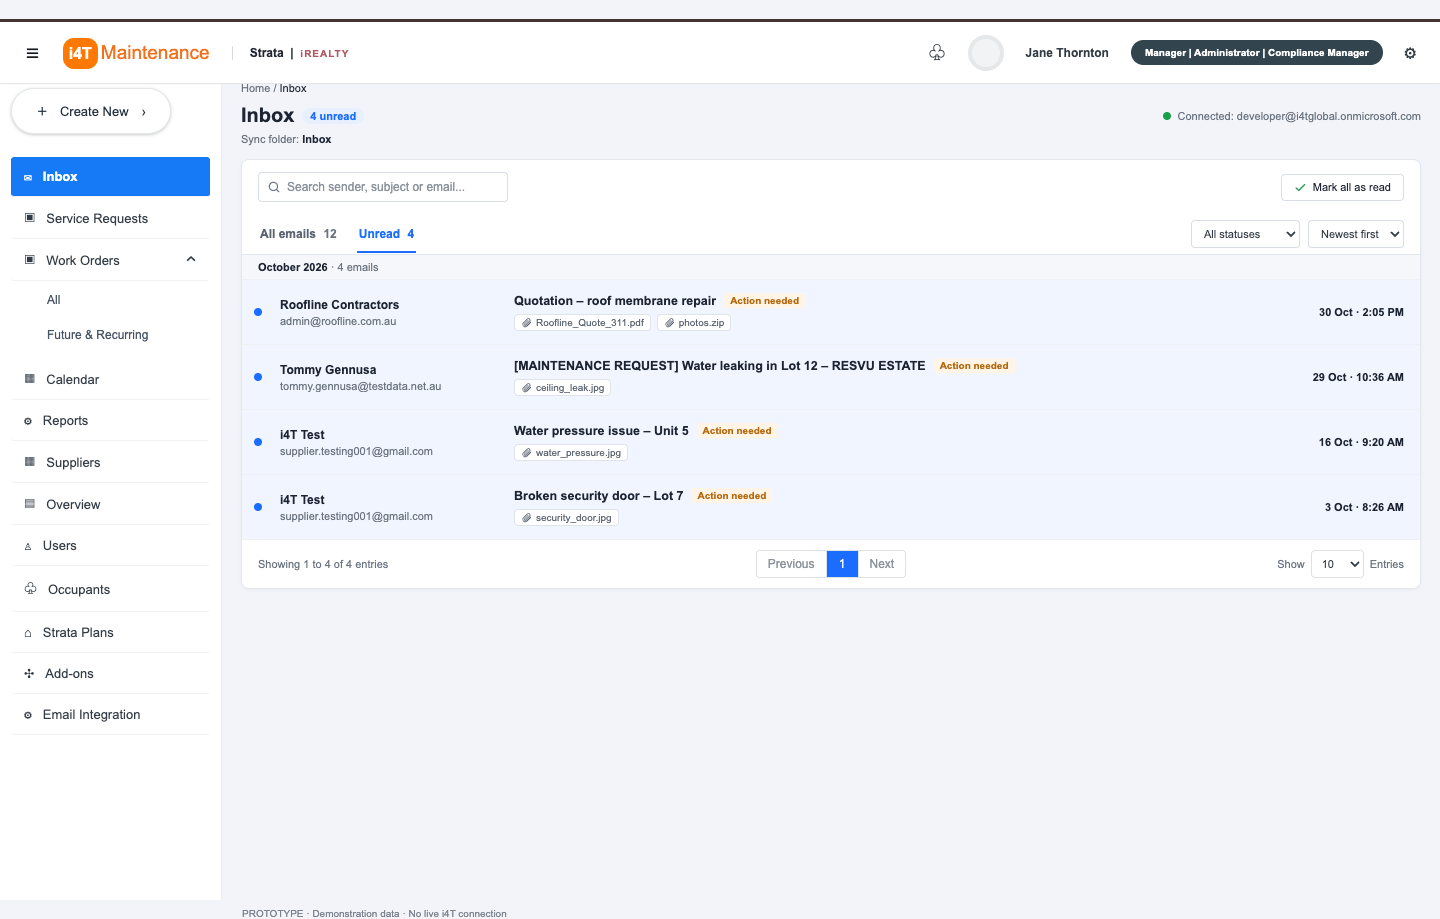 i4T Maintenance
Strata | iREALTY
Jane Thornton
Manager | Administrator | Compliance Manager
+ Create New ›
Inbox
Service Requests
Work Orders
All
Future & Recurring
Calendar
Reports
Suppliers
Overview
Users
Occupants
Strata Plans
Add-ons
Email Integration
Home / Inbox
Inbox 4 unread
Connected: developer@i4tglobal.onmicrosoft.com
Sync folder: Inbox
Search sender, subject or email...
Mark all as read
All emails 12 Unread 4
All statuses Newest first
October 2026 · 4 emails
Roofline Contractors
admin@roofline.com.au
Quotation – roof membrane repair Action needed
Roofline_Quote_311.pdf photos.zip
30 Oct · 2:05 PM
Tommy Gennusa
tommy.gennusa@testdata.net.au
[MAINTENANCE REQUEST] Water leaking in Lot 12 – RESVU ESTATE Action needed
ceiling_leak.jpg
29 Oct · 10:36 AM
i4T Test
supplier.testing001@gmail.com
Water pressure issue – Unit 5 Action needed
water_pressure.jpg
16 Oct · 9:20 AM
i4T Test
supplier.testing001@gmail.com
Broken security door – Lot 7 Action needed
security_door.jpg
3 Oct · 8:26 AM
Showing 1 to 4 of 4 entries
Previous 1 Next
Show 10 Entries
PROTOTYPE · Demonstration data · No live i4T connection